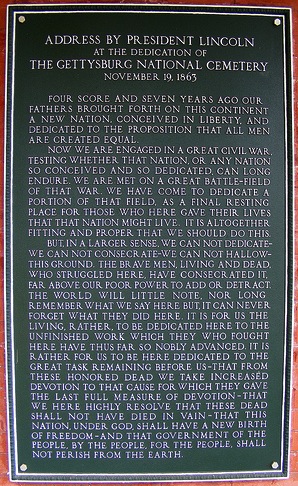 ADDRESS BY PRESIDENT LINCOLN
AT THE DEDICATION OF
THE GETTYSBURG NATIONAL CEMETERY
NOVEMBER 19, 1863
FOUR SCORE AND SEVEN YEARS AGO OUR
FATHERS BROUGHT FORTH ON THIS CONTINENT
A NEW NATION, CONCEIVED IN LIBERTY, AND
DEDICATED TO THE PROPOSITION THAT ALL MEN
ARE CREATED EQUAL.
NOW WE ARE ENGAGED IN A GREAT CIVIL WAR,
TESTING WHETHER THAT NATION, OR ANY NATION
SO CONCEIVED AND SO DEDICATED, CAN LONG
ENDURE. WE ARE MET ON A GREAT BATTLE-FIELD
OF THAT WAR. WE HAVE COME TO DEDICATE A
PORTION OF THAT FIELD, AS A FINAL RESTING
PLACE FOR THOSE WHO HERE GAVE THEIR LIVES
THAT THAT NATION MIGHT LIVE. IT IS ALTOGETHER
FITTING AND PROPER THAT WE SHOULD DO THIS.
BUT, IN A LARGER SENSE, WE CAN NOT DEDICATE-
WE CAN NOT CONSECRATE-WE CAN NOT HALLOW-
THIS GROUND. THE BRAVE MEN, LIVING AND DEAD,
WHO STRUGGLED HERE, HAVE CONSECRATED IT,
FAR ABOVE OUR POOR POWER TO ADD OR DETRACT.
THE WORLD WILL LITTLE NOTE, NOR LONG
REMEMBER WHAT WE SAY HERE BUT IT CAN NEVER
FORGET WHAT THEY DID HERE. IT IS FOR US THE
LIVING, RATHER, TO BE DEDICATED HERE TO THE
UNFINISHED WORK WHICH THEY WHO FOUGHT
HERE HAVE THUS FAR SO NOBLY ADVANCED. IT IS
RATHER FOR US TO BE HERE DEDICATED TO THE
GREAT TASK REMAINING BEFORE US-THAT FROM
THESE HONORED DEAD WE TAKE INCREASED
DEVOTION TO THAT CAUSE FOR WHICH THEY GAVE
THE LAST FULL MEASURE OF DEVOTION-THAT
WE HERE HIGHLY RESOLVE THAT THESE DEAD
SHALL NOT HAVE DIED IN VAIN-THAT THIS
NATION, UNDER GOD, SHALL HAVE A NEW BIRTH
OF FREEDOM-AND THAT GOVERNMENT OF THE
PEOPLE, BY THE PEOPLE, FOR THE PEOPLE, SHALL
NOT PERISH FROM THE EARTH.